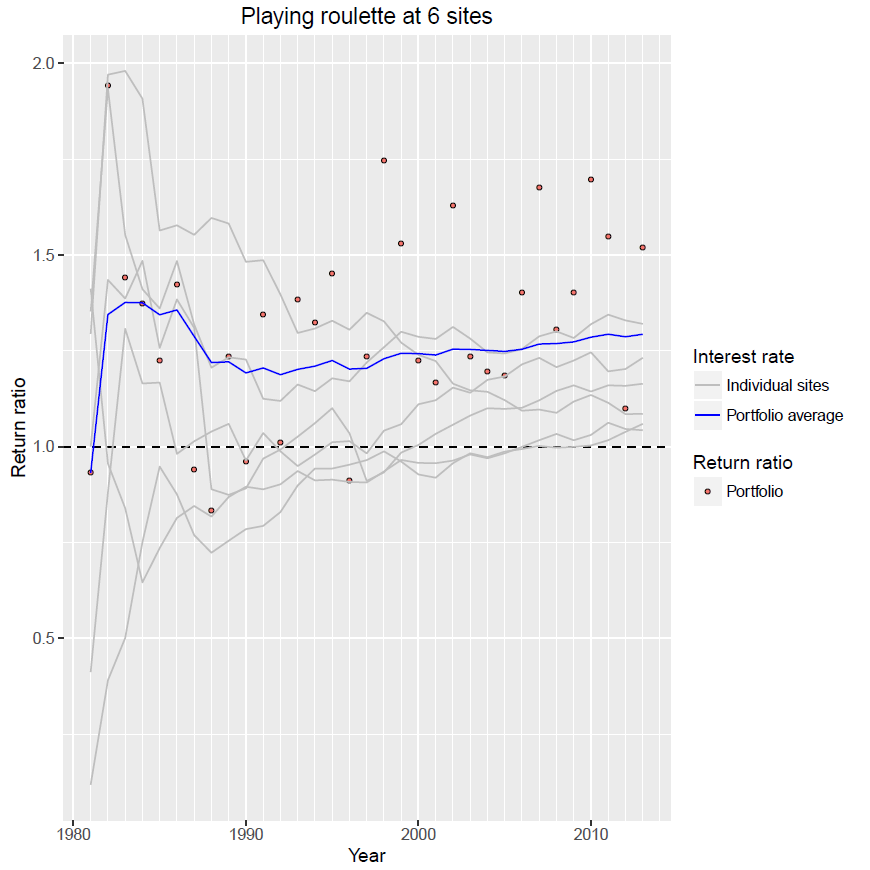 Playing roulette at 6 sites
Return ratio
2.0
1.5
1.0
0.5
1980
1990
2000
2010
Year
Interest rate
Individual sites
Portfolio average
Return ratio
Portfolio